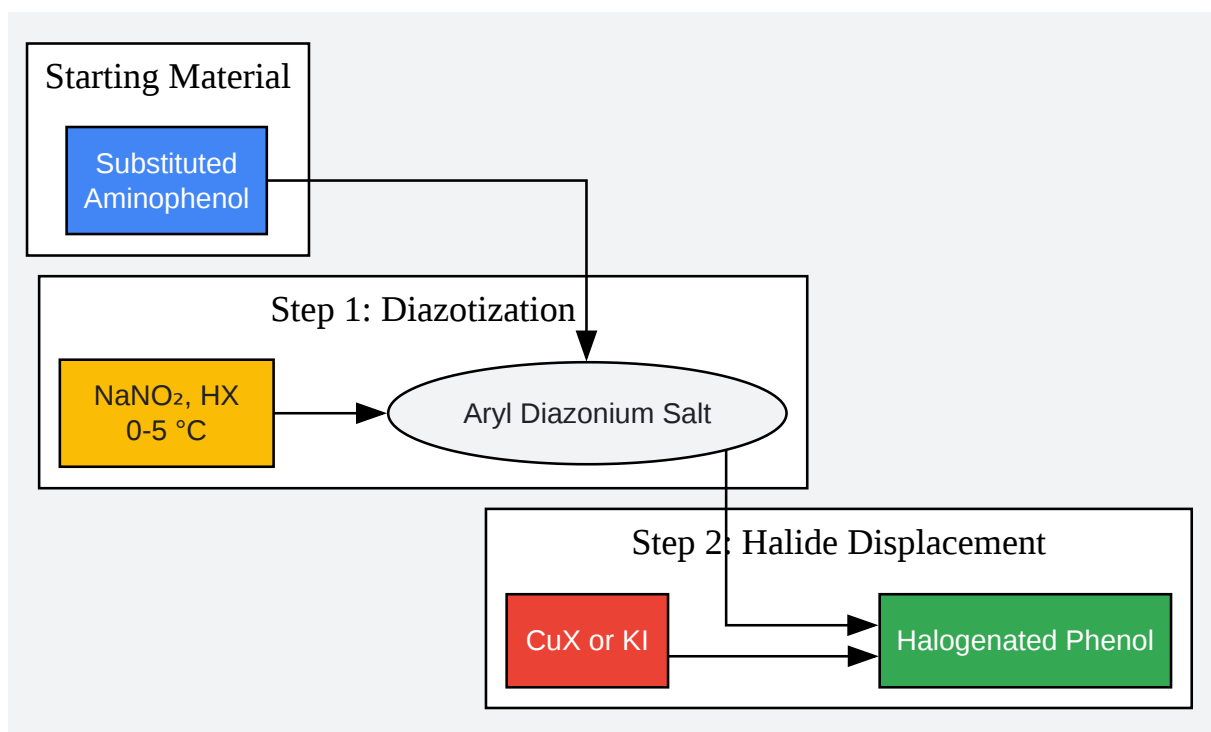 Starting Material
Substituted
Aminophenol
Step 1: Diazotization
NaNO₂, HX
0-5 °C
Aryl Diazonium Salt
Step 2: Halide Displacement
CuX or KI
Halogenated Phenol